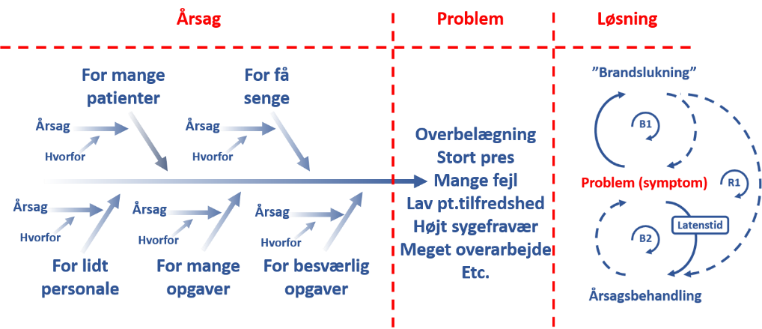 Årsag
Problem
Løsning
For mange
patienter
For få
senge
Årsag
Hvorfor
Årsag
Hvorfor
Årsag
Hvorfor
Årsag
Hvorfor
Årsag
Hvorfor
For lidt
personale
For mange
opgaver
For besværlig
opgaver
Overbelægning
Stort pres
Mange fejl
Lav pt.tilfredshed
Højt sygefravær
Meget overarbejde
Etc.
”Brandslukning”
B1
Problem (symptom)
R1
Latenstid
B2
Årsagsbehandling